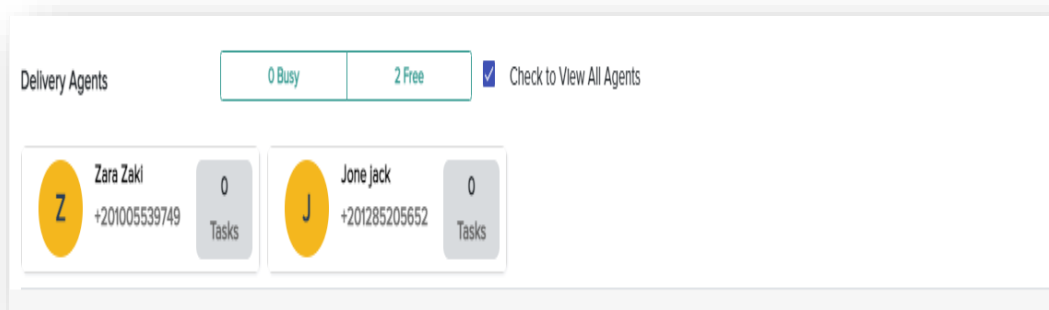 Delivery Agents
0 Busy
2 Free
Check to View All Agents
Z
Zara Zaki
+201005539749
0
Tasks
J
Jone jack
+201285205652
0
Tasks